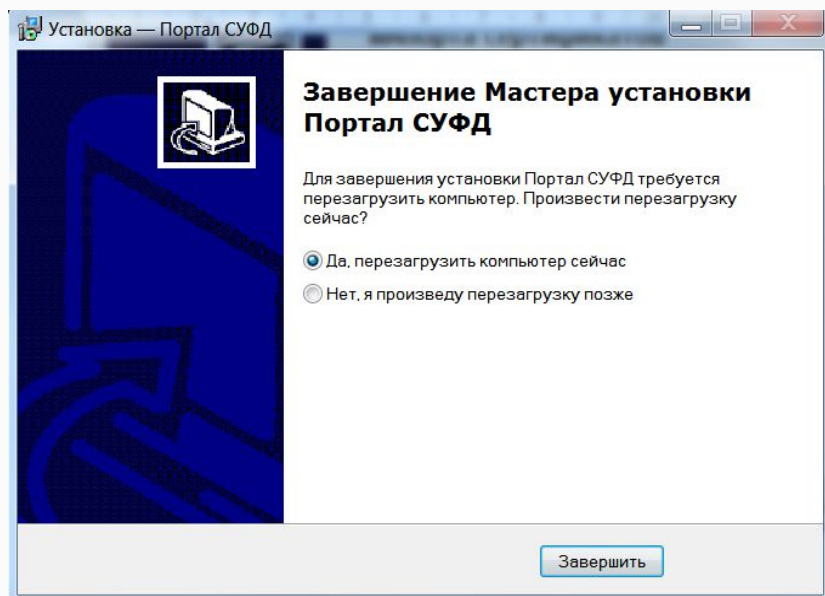 Установка — Портал СУФД
Завершение Мастера установки
Портал СУФД
Для завершения установки Портал СУФД требуется
перезагрузить компьютер. Произвести перезагрузку
сейчас?
Да, перезагрузить компьютер сейчас
Нет, я произведу перезагрузку позже
Завершить